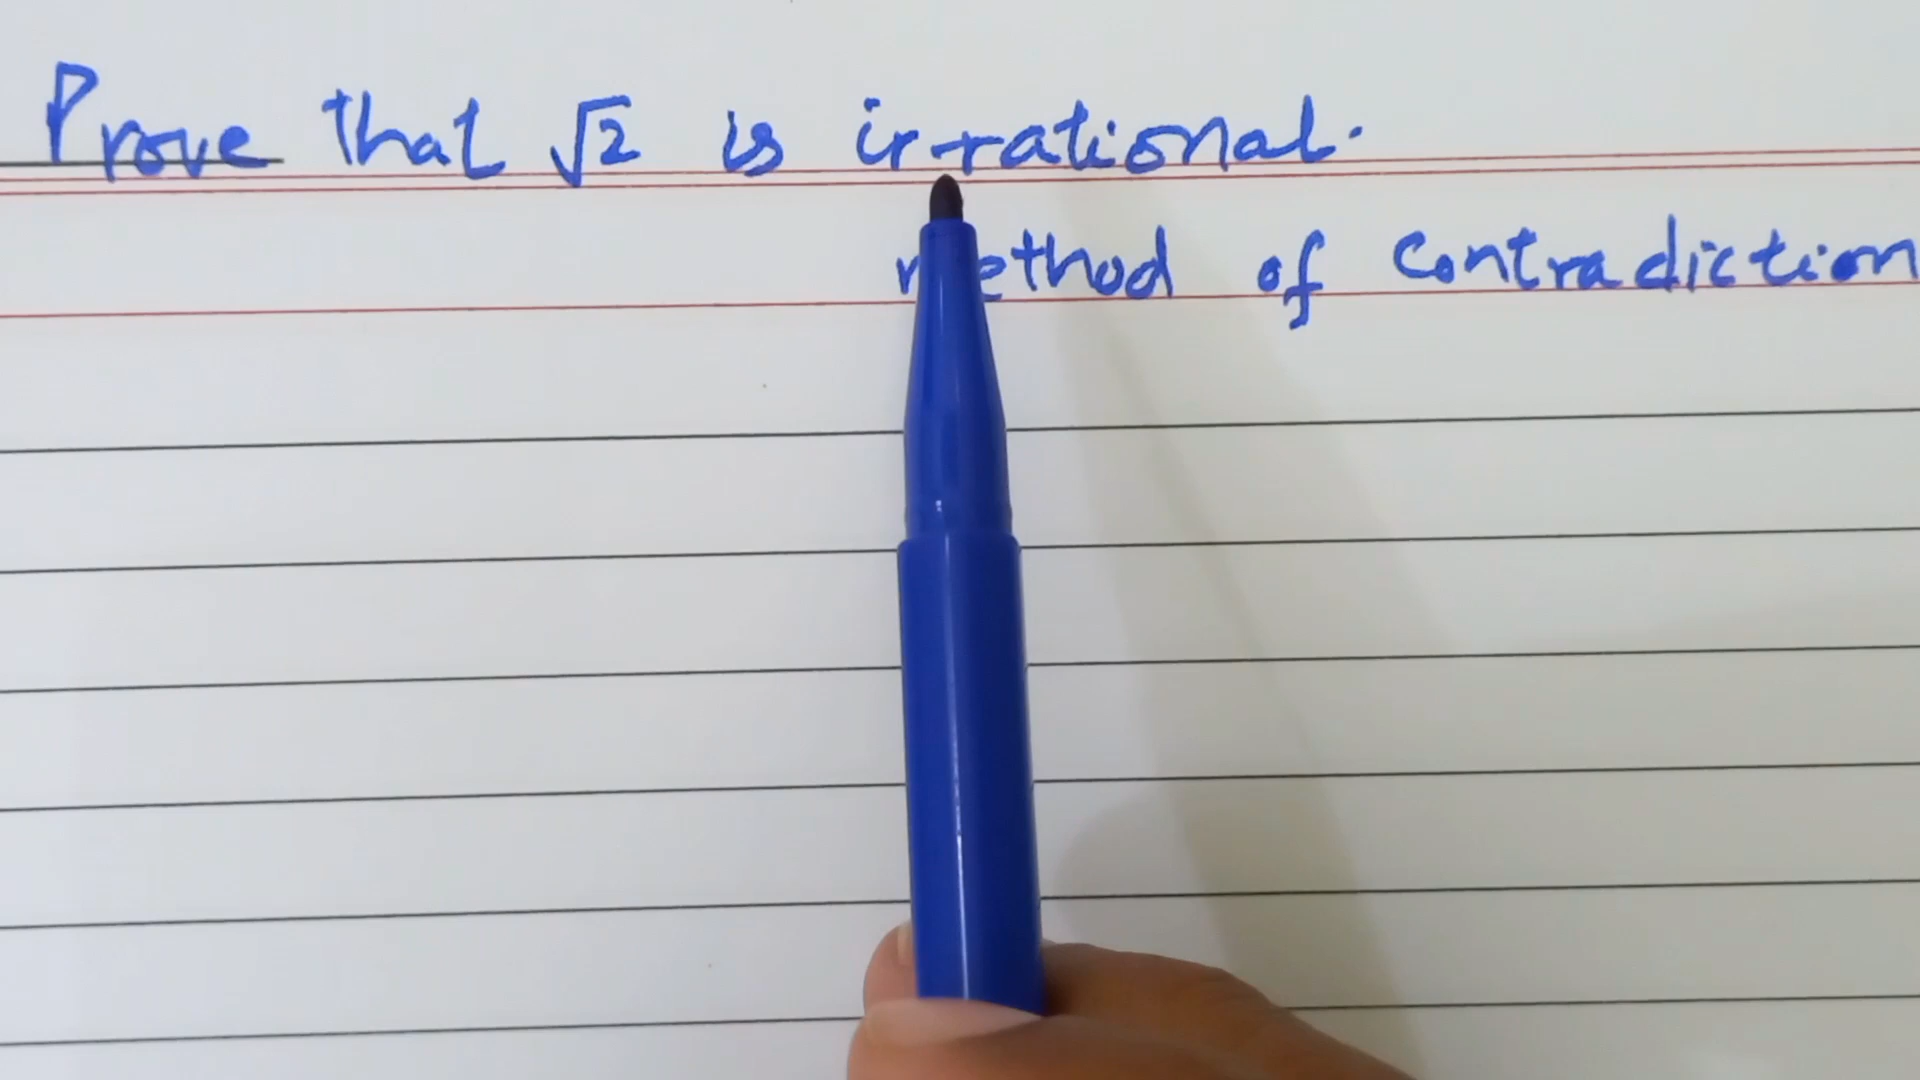 Prove that √2 is irrational.
method of contradiction